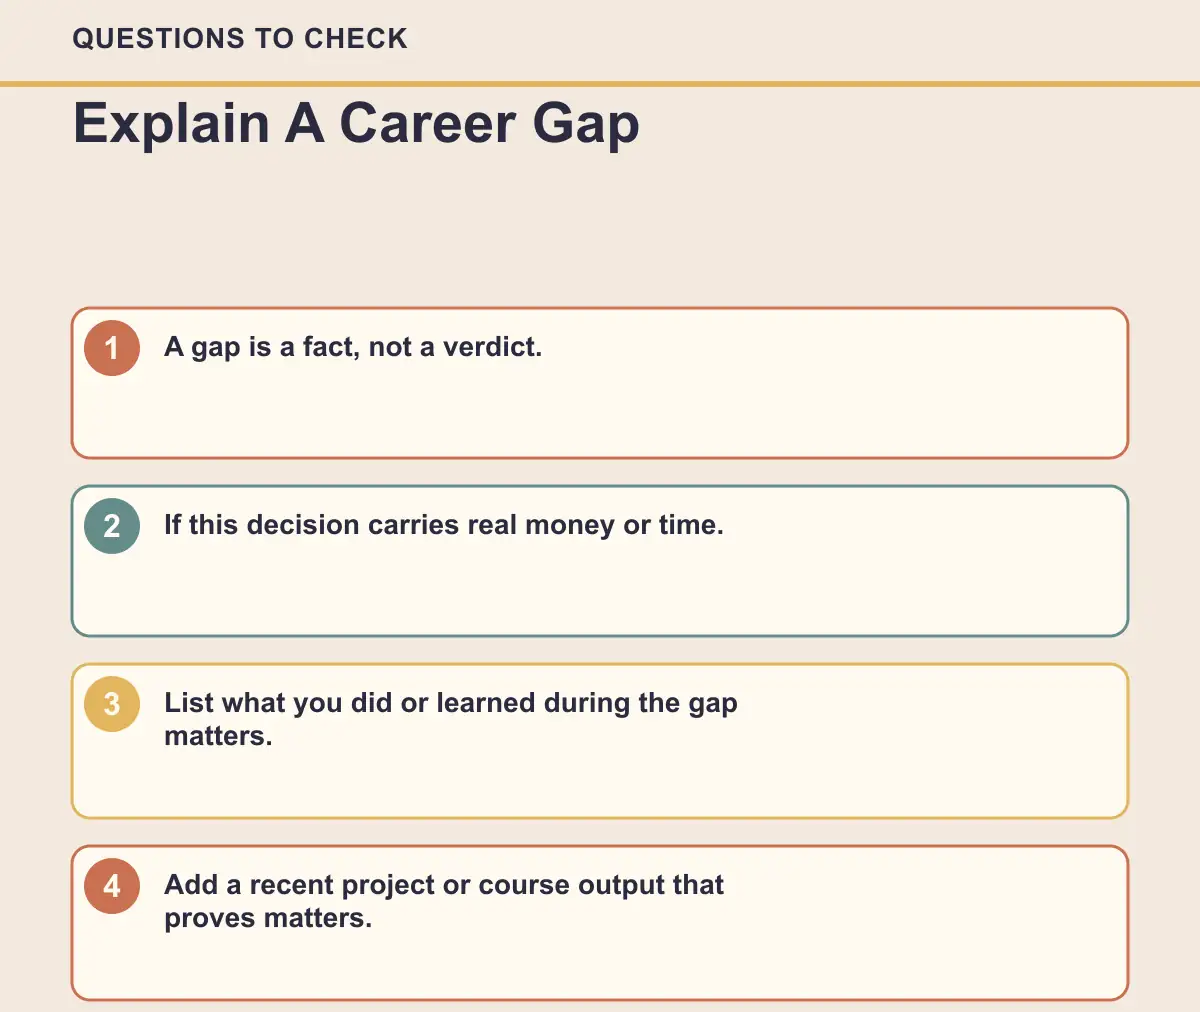 QUESTIONS TO CHECK
Explain A Career Gap
1
A gap is a fact, not a verdict.
2
If this decision carries real money or time.
3
List what you did or learned during the gap
matters.
4
Add a recent project or course output that
proves matters.